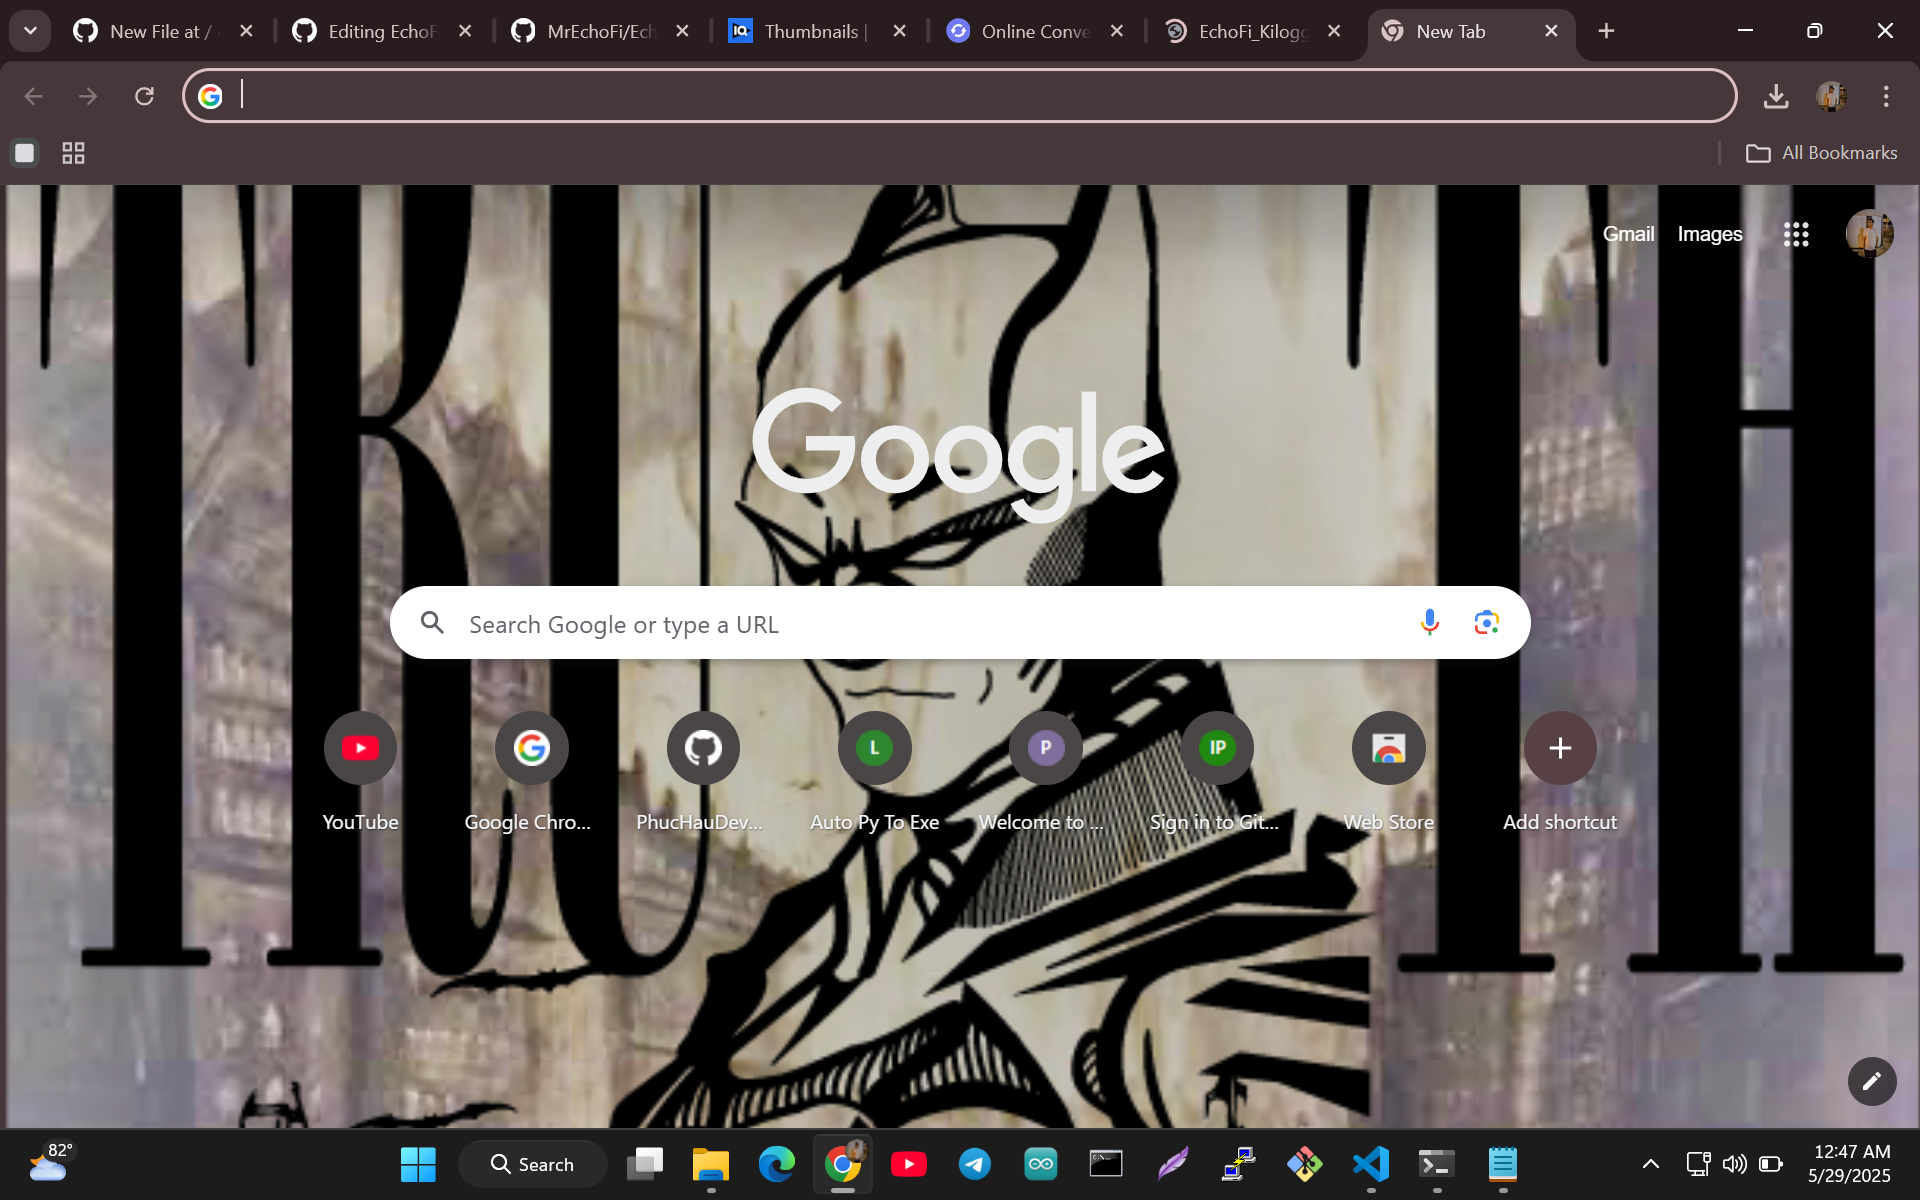 New File at /
Editing EchoF
MrEchoFi/Ech
Thumbnails |
Online Conve
EchoFi_Kilogg
New Tab
All Bookmarks
Gmail
Images
TRUTH
Google
Search Google or type a URL
L
P
IP
YouTube
Google Chro...
PhucHauDev...
Auto Py To Exe
Welcome to ...
Sign in to Git...
Web Store
Add shortcut
82°
Search
12:47 AM
5/29/2025